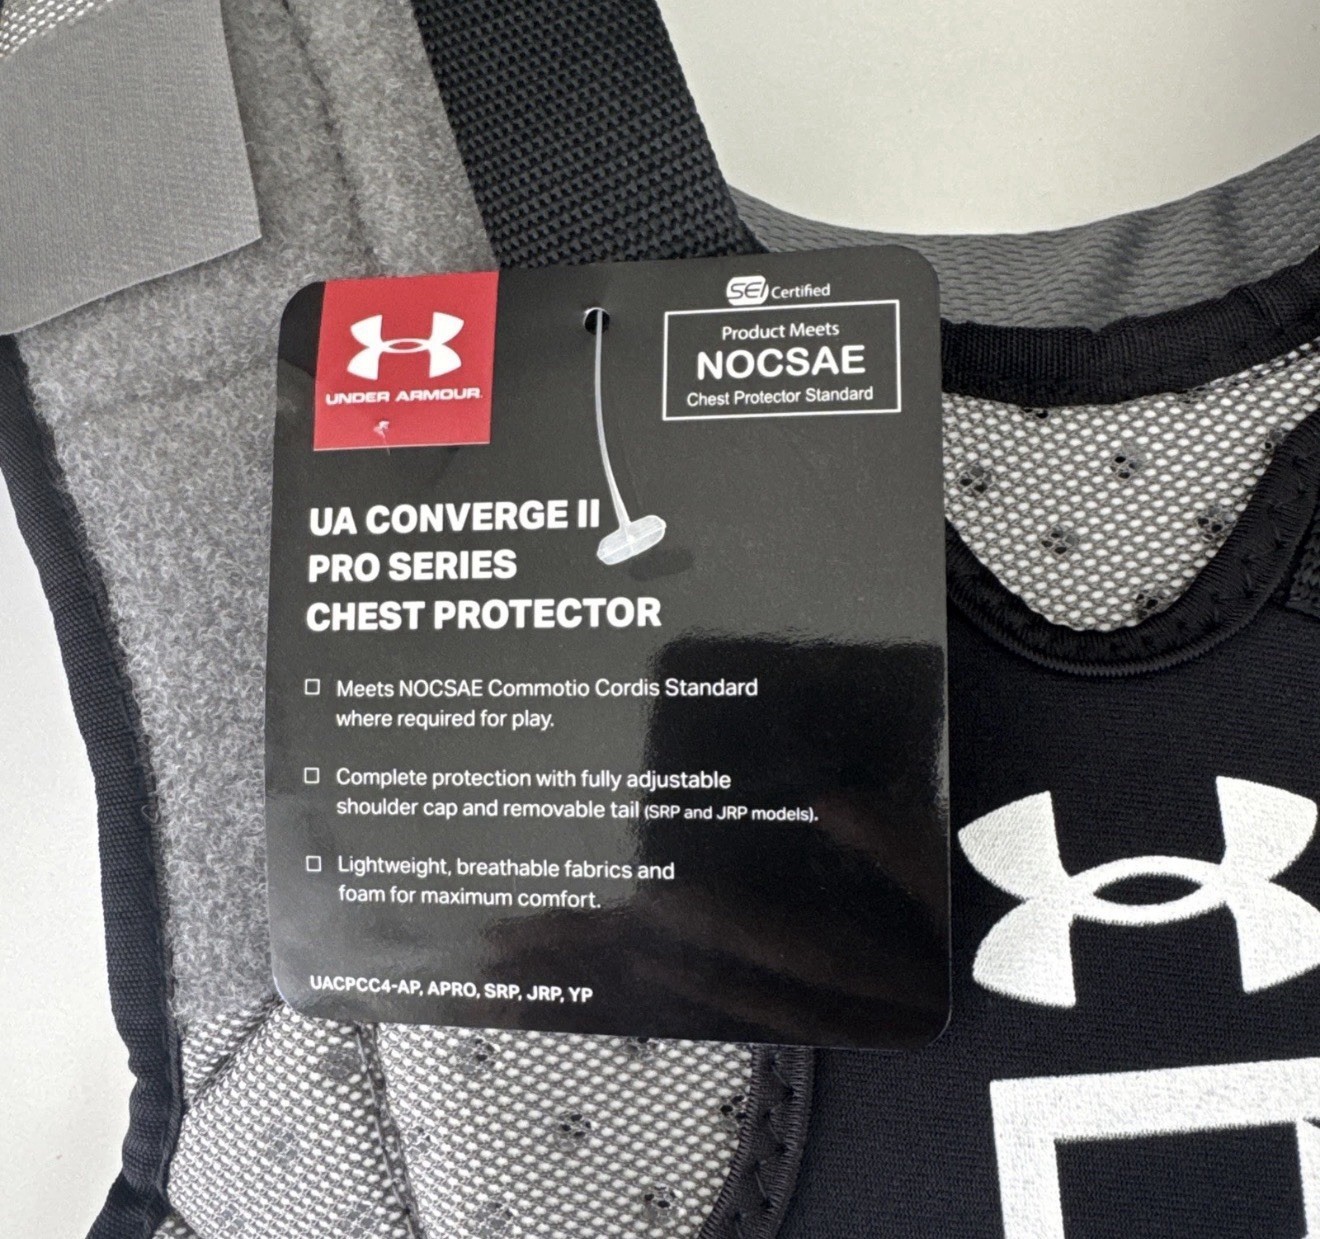 UNDER ARMOUR
SEI Certified
Product Meets
NOCSAE
Chest Protector Standard
UA CONVERGE II
PRO SERIES
CHEST PROTECTOR
Meets NOCSAE Commotio Cordis Standard
where required for play.
Complete protection with fully adjustable
shoulder cap and removable tail (SRP and JRP models).
Lightweight, breathable fabrics and
foam for maximum comfort.
UACPCC4-AP, APRO, SRP, JRP, YP